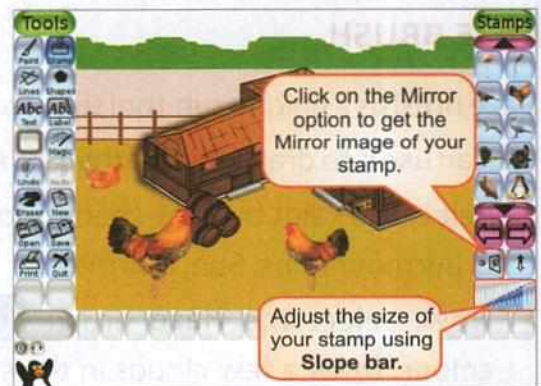 Tools
Stamps
Paint Stamp
Lines Shapes
Abc Abc
Text Label
Magic
Undo
Eraser New
Open Save
Print Quit
Click on the Mirror
option to get the
Mirror image of your
stamp.
Adjust the size of
your stamp using
Slope bar.